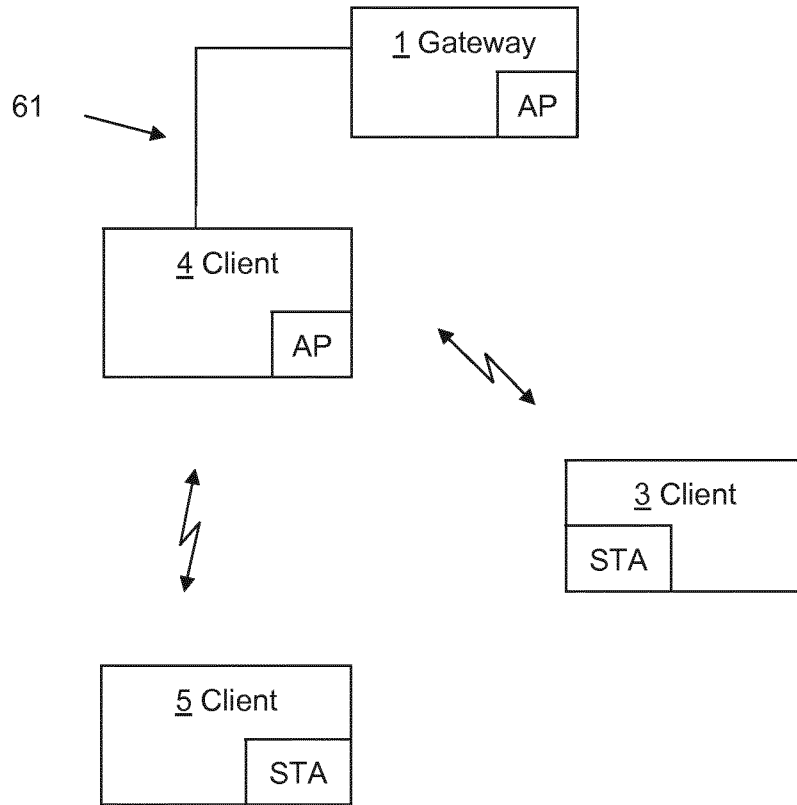 1 Gateway
AP
61
4 Client
AP
3 Client
STA
5 Client
STA